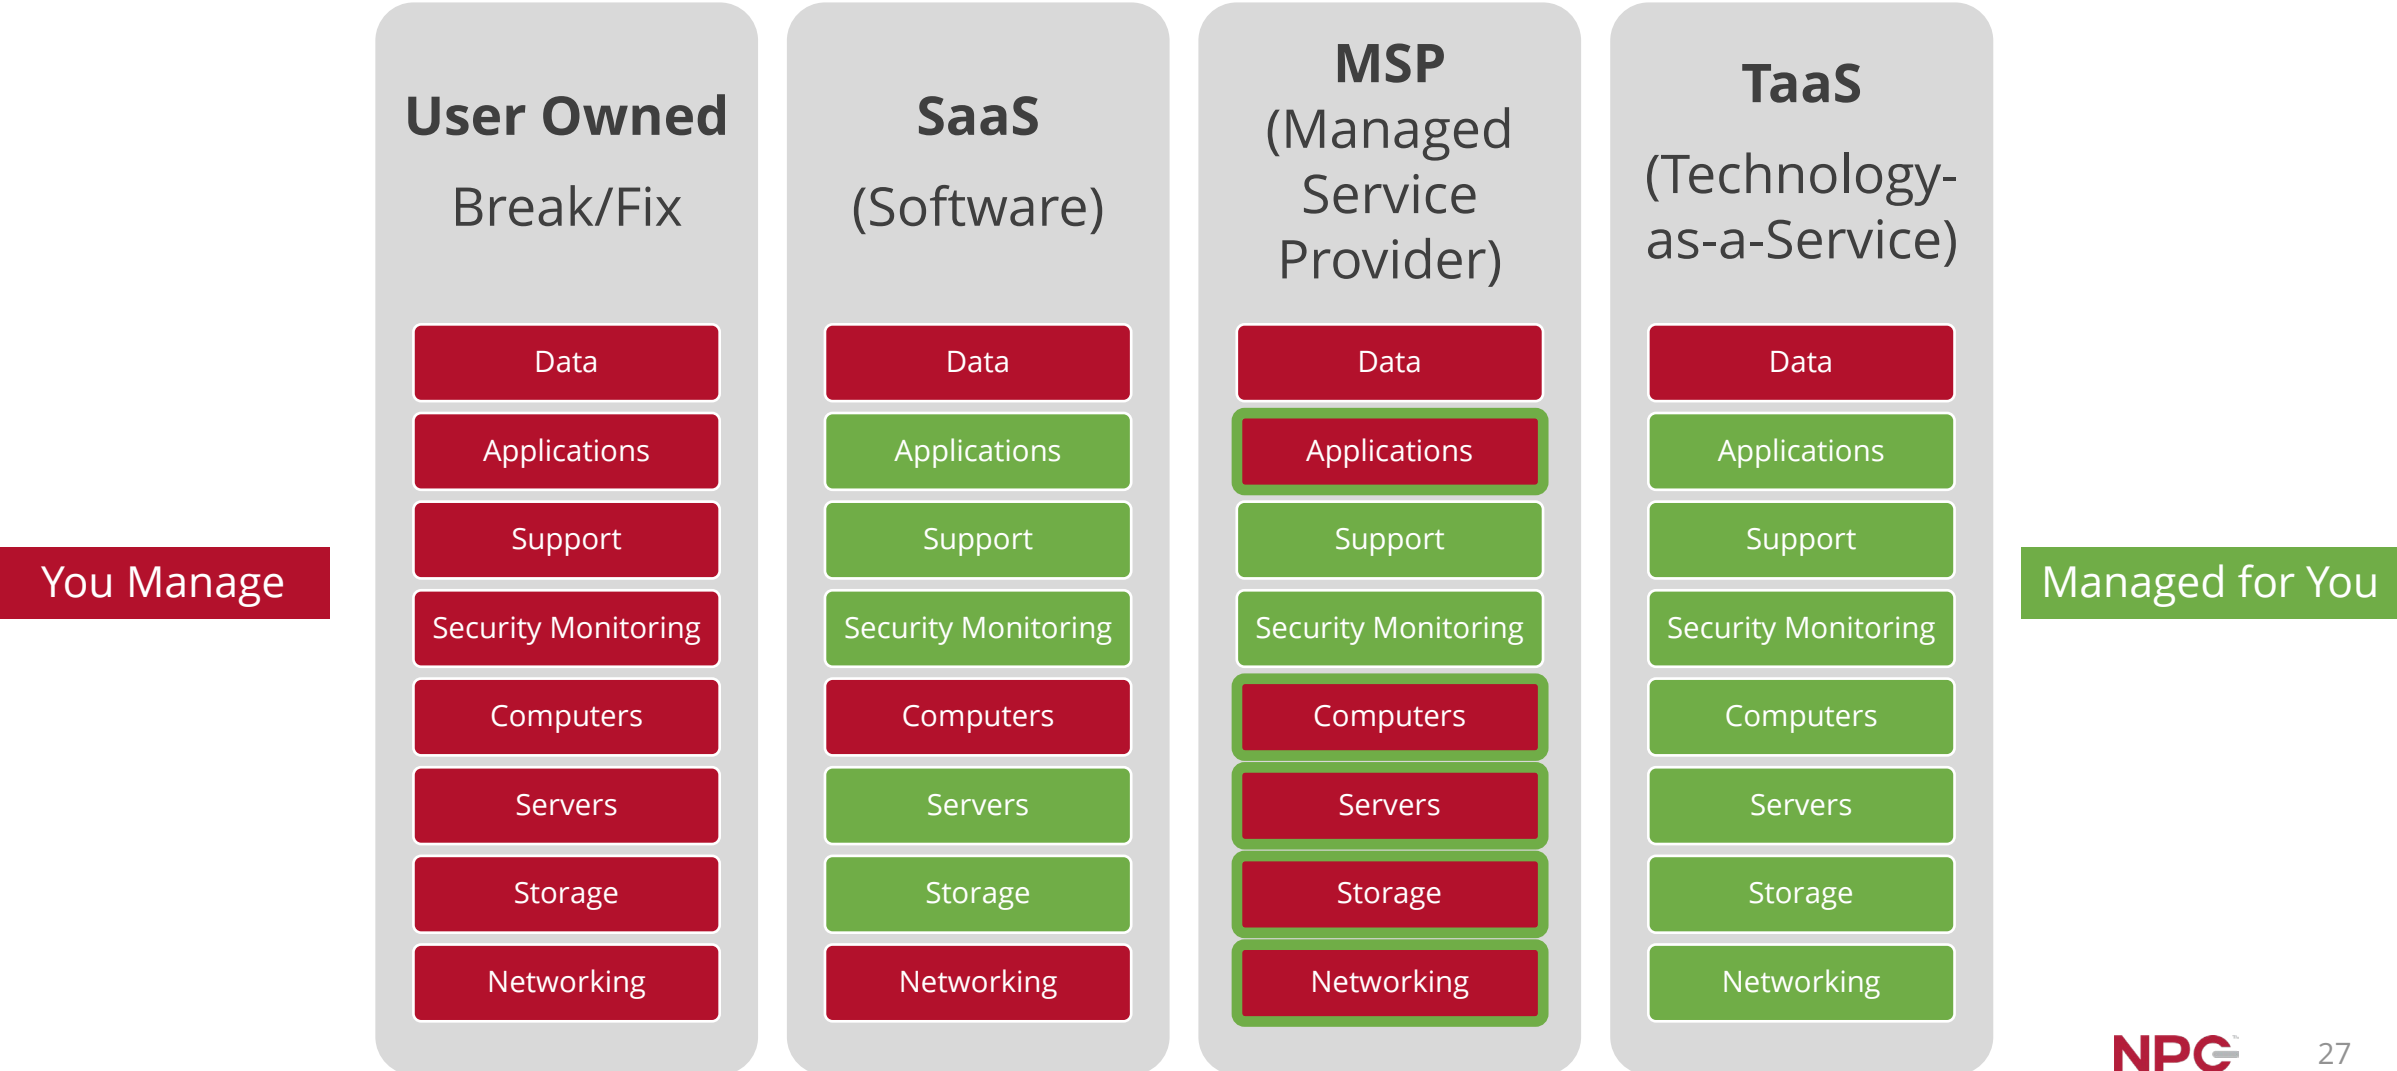 You Manage
User Owned
Break/Fix
Data
Applications
Support
Security Monitoring
Computers
Servers
Storage
Networking
SaaS
(Software)
Data
Applications
Support
Security Monitoring
Computers
Servers
Storage
Networking
MSP
(Managed
Service
Provider)
Data
Applications
Support
Security Monitoring
Computers
Servers
Storage
Networking
TaaS
(Technology-
as-a-Service)
Data
Applications
Support
Security Monitoring
Computers
Servers
Storage
Networking
Managed for You
NPC
27